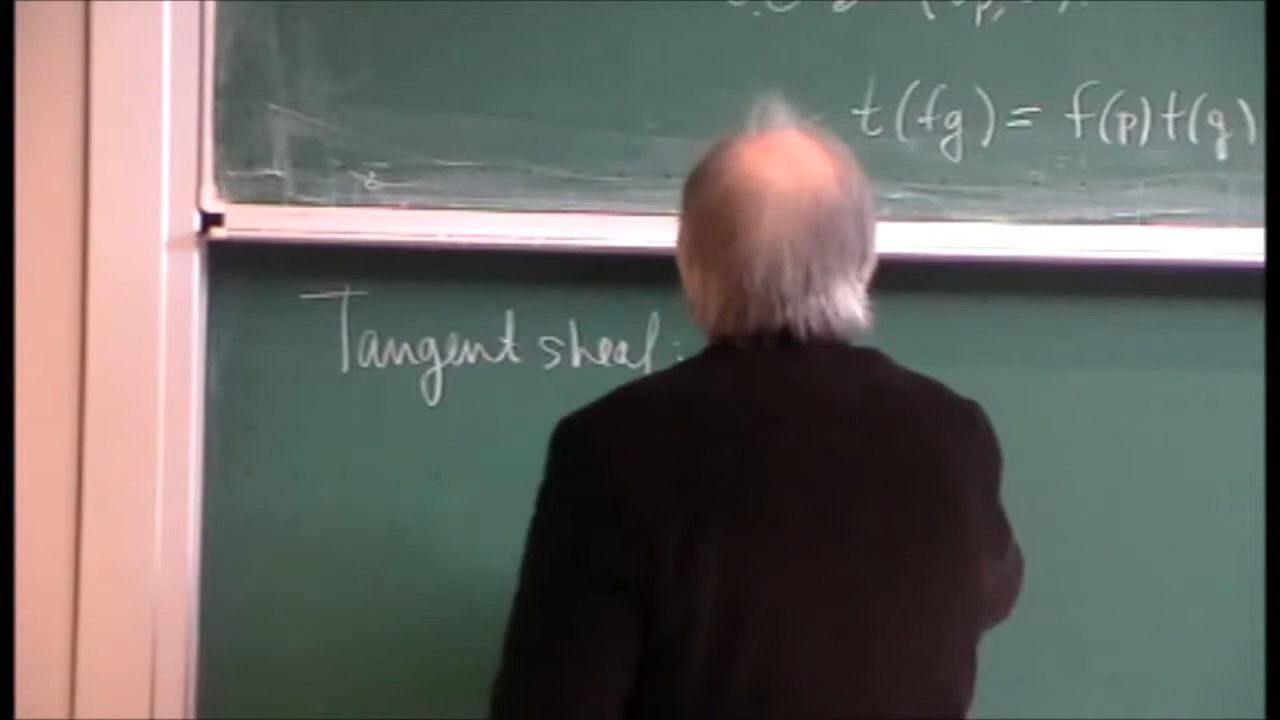 t(fg) = f(p)t(g)
Tangent sheaf: